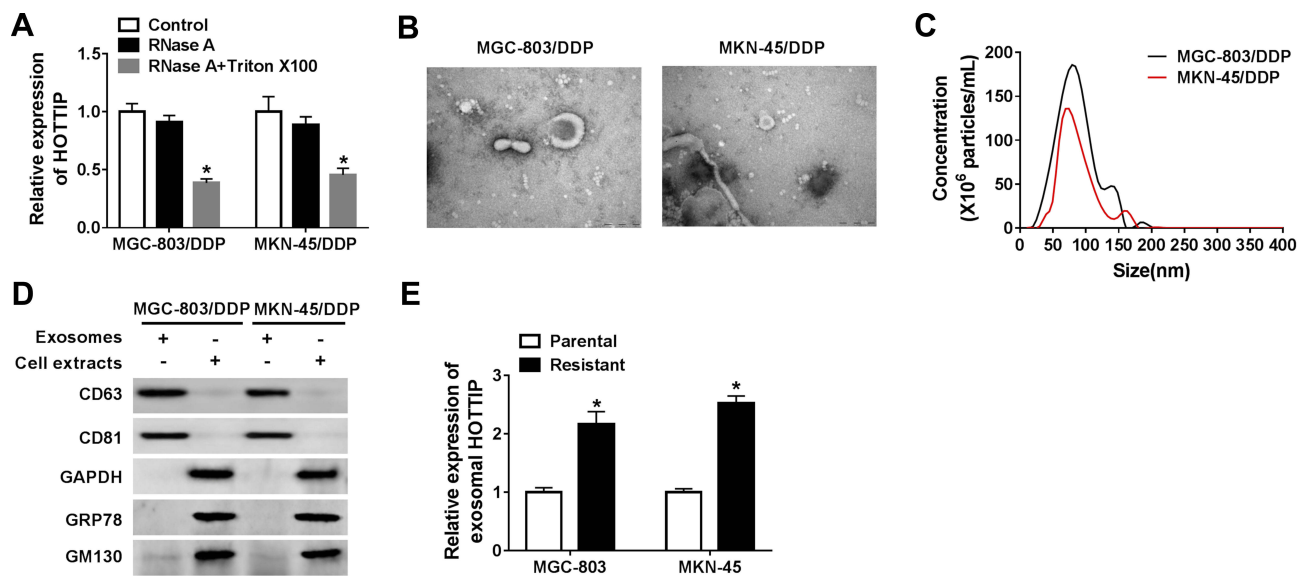 A
Control
RNase A
RNase A+Triton X100
Relative expression
of HOTTIP
1.5
1.0
0.5
0.0
*
*
MGC-803/DDP
MKN-45/DDP
B
MGC-803/DDP
MKN-45/DDP
C
MGC-803/DDP
MKN-45/DDP
Concentration
(X10⁶ particles/mL)
200
150
100
50
0
0 50 100 150 200 250 300 350 400
Size(nm)
D
MGC-803/DDP MKN-45/DDP
Exosomes + - + -
Cell extracts - + - +
CD63
CD81
GAPDH
GRP78
GM130
E
Parental
Resistant
Relative expression of
exosomal HOTTIP
3
2
1
0
*
*
MGC-803
MKN-45